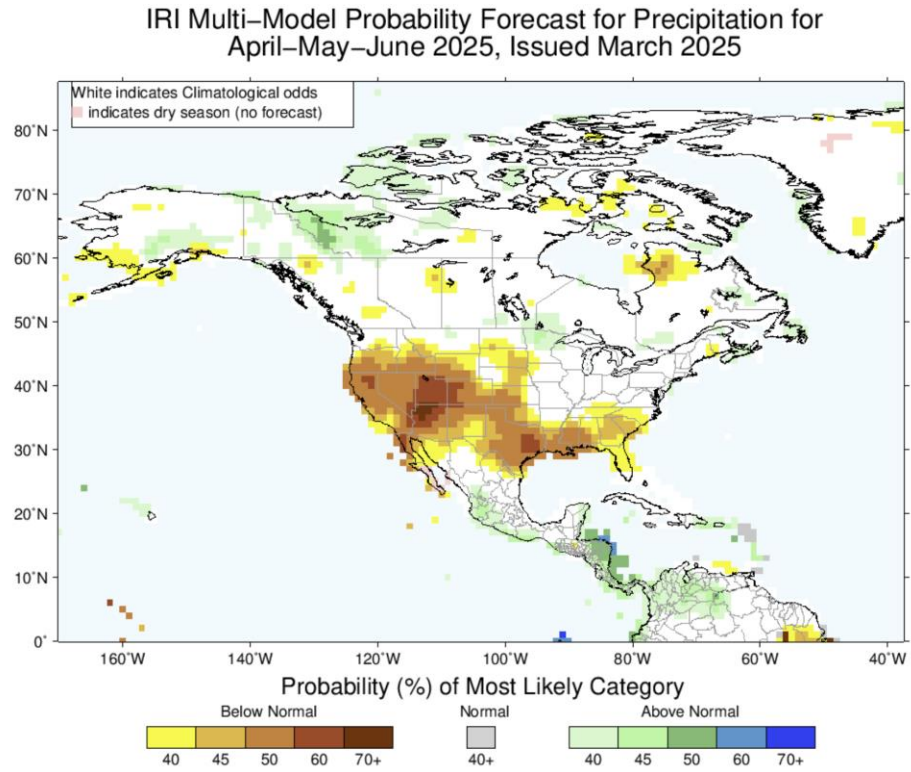 IRI Multi−Model Probability Forecast for Precipitation for
April−May−June 2025, Issued March 2025
White indicates Climatological odds
indicates dry season (no forecast)
80˚N
70˚N
60˚N
50˚N
40˚N
30˚N
20˚N
10˚N
0˚
160˚W 140˚W 120˚W 100˚W 80˚W 60˚W 40˚W
Probability (%) of Most Likely Category
Below Normal Normal Above Normal
40 45 50 60 70+ 40+ 40 45 50 60 70+